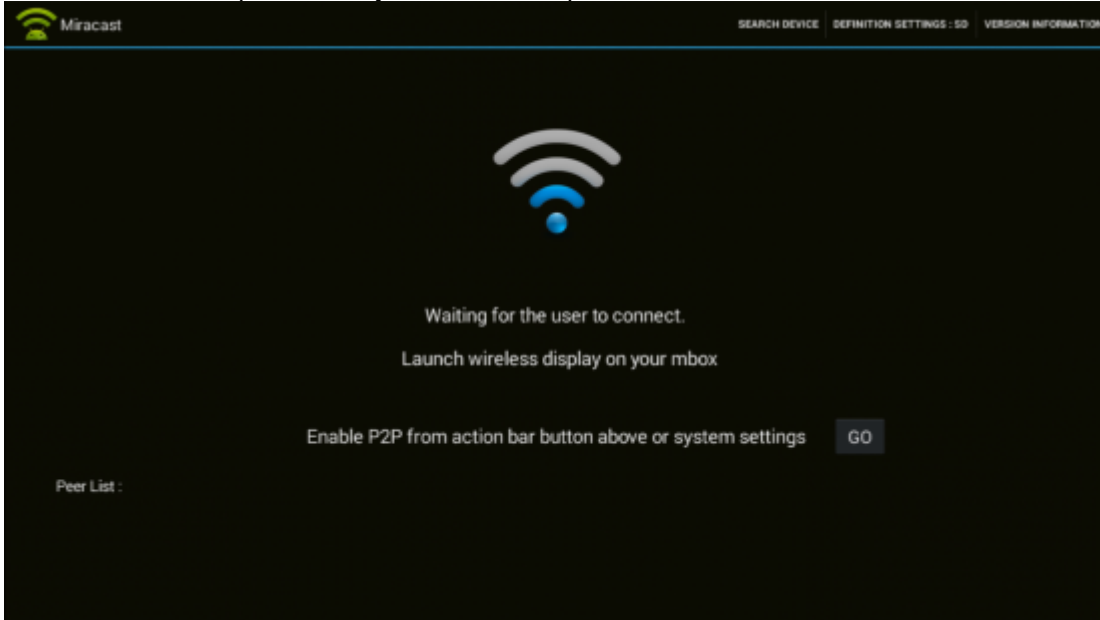 Miracast
SEARCH DEVICE DEFINITION SETTINGS : SD VERSION INFORMATION
Waiting for the user to connect.
Launch wireless display on your mbox
Enable P2P from action bar button above or system settings GO
Peer List :